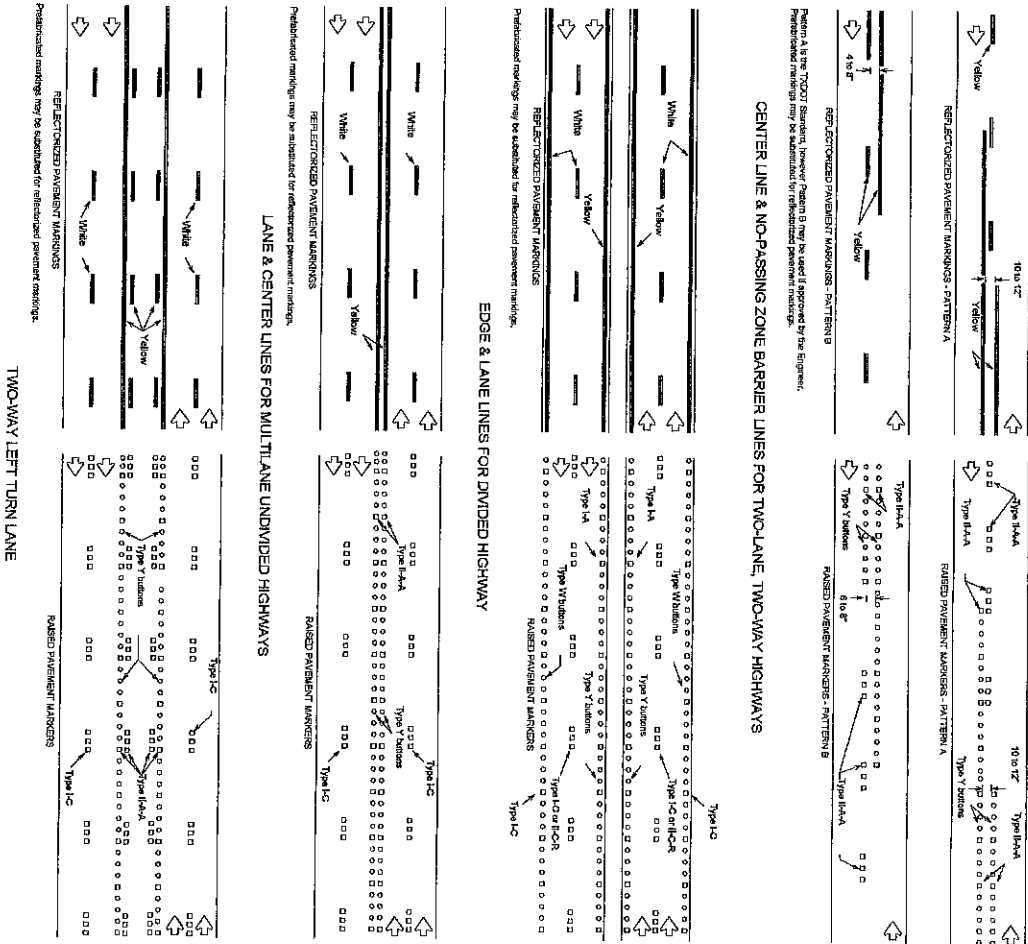 10 to 12"
Yellow
Yellow
REFLECTORIZED PAVEMENT MARKINGS - PATTERN A
Type II-A-A
Type II-A-A
10 to 12"
Type II-A-A
Type Y buttons
RAISED PAVEMENT MARKERS - PATTERN A
4 to 8"
Yellow
REFLECTORIZED PAVEMENT MARKINGS - PATTERN B
Pattern A is the TXDOT Standard, however Pattern B may be used if approved by the Engineer.
Prefabricated markings may be substituted for reflectorized pavement markings.
Type II-A-A
Type Y buttons
6 to 8"
Type II-A-A
RAISED PAVEMENT MARKERS - PATTERN B
CENTER LINE & NO-PASSING ZONE BARRIER LINES FOR TWO-LANE, TWO-WAY HIGHWAYS
White
Yellow
Yellow
White
REFLECTORIZED PAVEMENT MARKINGS
Prefabricated markings may be substituted for reflectorized pavement markings.
Type I-C
Type W buttons
Type I-C or II-C-R
Type I-A
Type Y buttons
Type I-A
Type Y buttons
Type W buttons
Type I-C or II-C-R
Type I-C
RAISED PAVEMENT MARKERS
EDGE & LANE LINES FOR DIVIDED HIGHWAY
White
Yellow
White
REFLECTORIZED PAVEMENT MARKINGS
Prefabricated markings may be substituted for reflectorized pavement markings.
Type I-C
Type II-A-A
Type Y buttons
Type I-C
RAISED PAVEMENT MARKERS
LANE & CENTER LINES FOR MULTILANE UNDIVIDED HIGHWAYS
White
Yellow
White
REFLECTORIZED PAVEMENT MARKINGS
Prefabricated markings may be substituted for reflectorized pavement markings.
Type I-C
Type Y buttons
Type II-A-A
Type I-C
RAISED PAVEMENT MARKERS
TWO-WAY LEFT TURN LANE